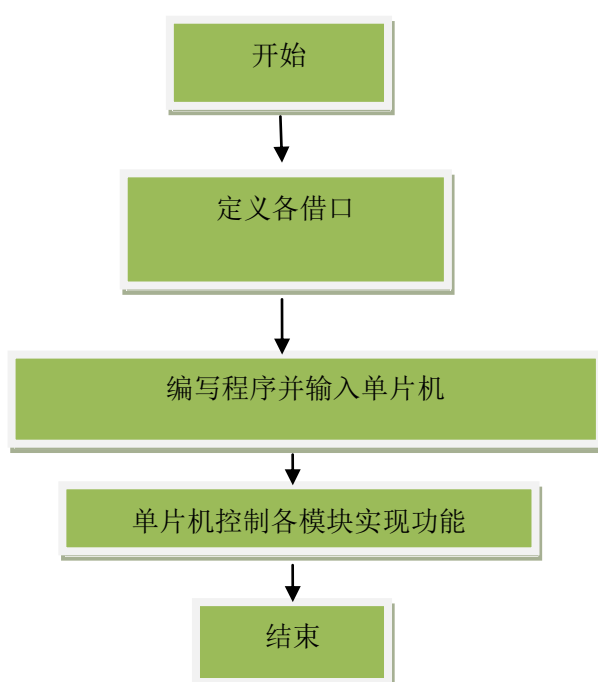 开始
定义各借口
编写程序并输入单片机
单片机控制各模块实现功能
结束